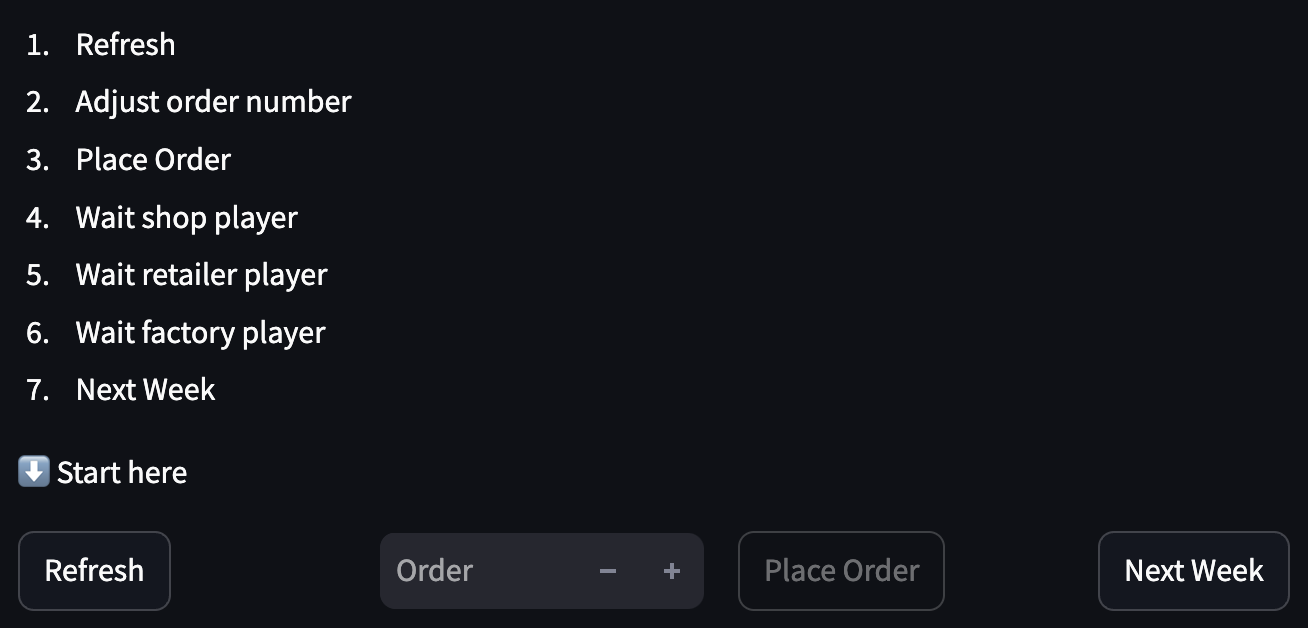 1. Refresh
2. Adjust order number
3. Place Order
4. Wait shop player
5. Wait retailer player
6. Wait factory player
7. Next Week
⬇️ Start here
Refresh Order − + Place Order Next Week